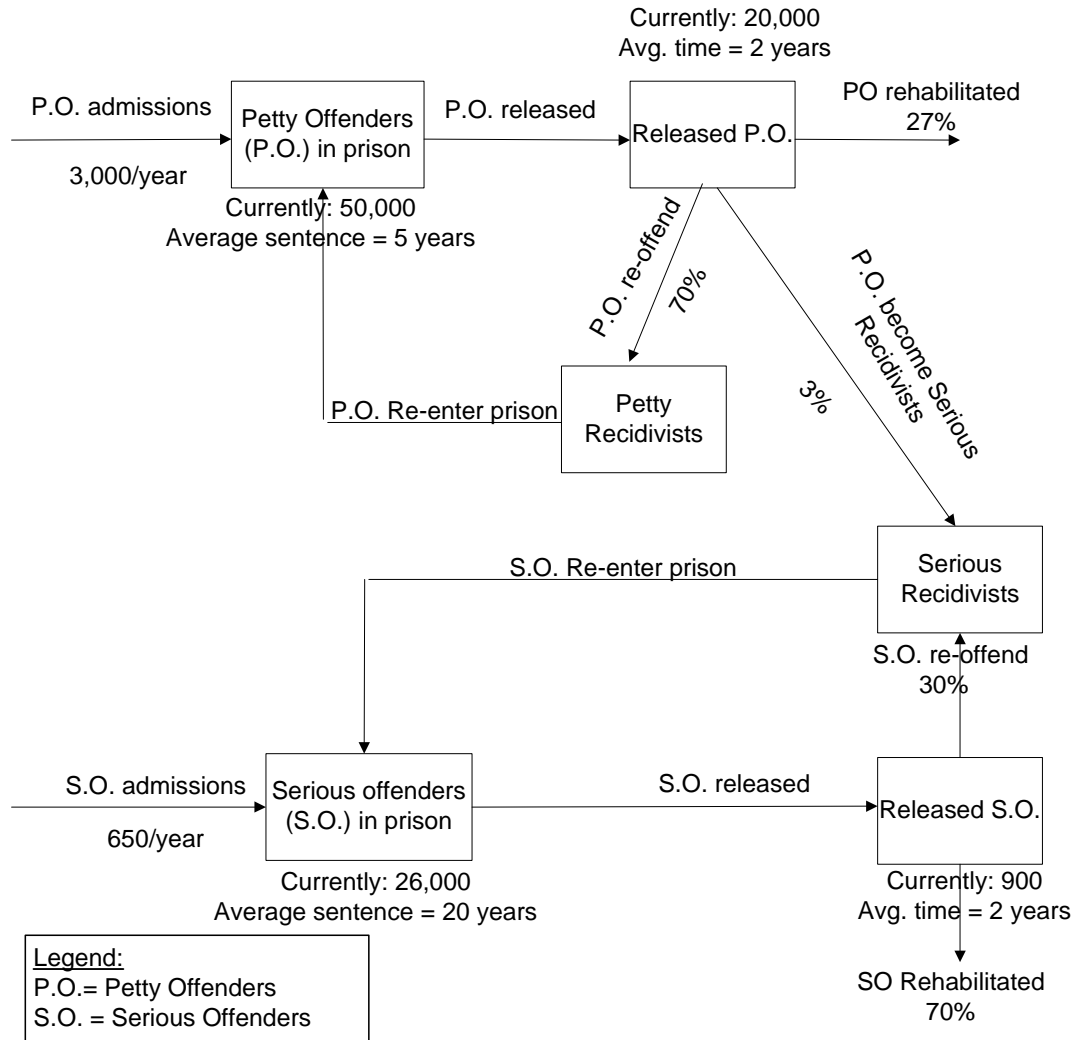 Currently: 20,000
Avg. time = 2 years
P.O. admissions
3,000/year
Petty Offenders
(P.O.) in prison
P.O. released
Released P.O.
PO rehabilitated
27%
Currently: 50,000
Average sentence = 5 years
P.O. re-offend
70%
P.O. become Serious
Recidivists
3%
P.O. Re-enter prison
Petty
Recidivists
S.O. Re-enter prison
Serious
Recidivists
S.O. re-offend
30%
S.O. admissions
650/year
Serious offenders
(S.O.) in prison
S.O. released
Released S.O.
Currently: 26,000
Average sentence = 20 years
Currently: 900
Avg. time = 2 years
SO Rehabilitated
70%
Legend:
P.O.= Petty Offenders
S.O. = Serious Offenders